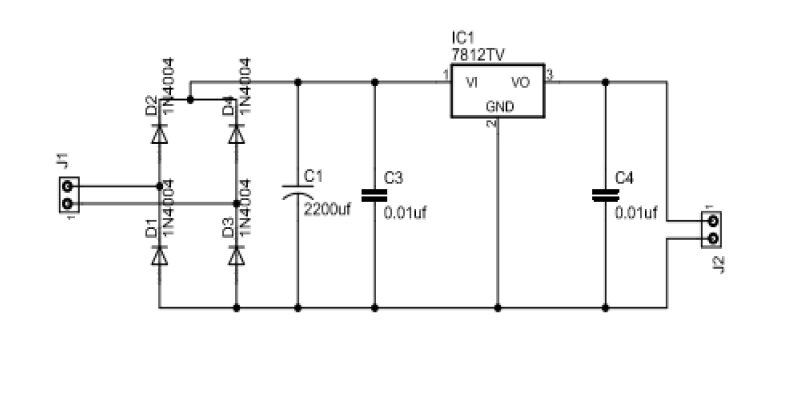 IC1
7812TV
1
VI
VO
3
GND
2
D2
1N4004
D4
1N4004
J1
1
D1
1N4004
D3
1N4004
C1
2200uf
C3
0.01uf
C4
0.01uf
1
J2